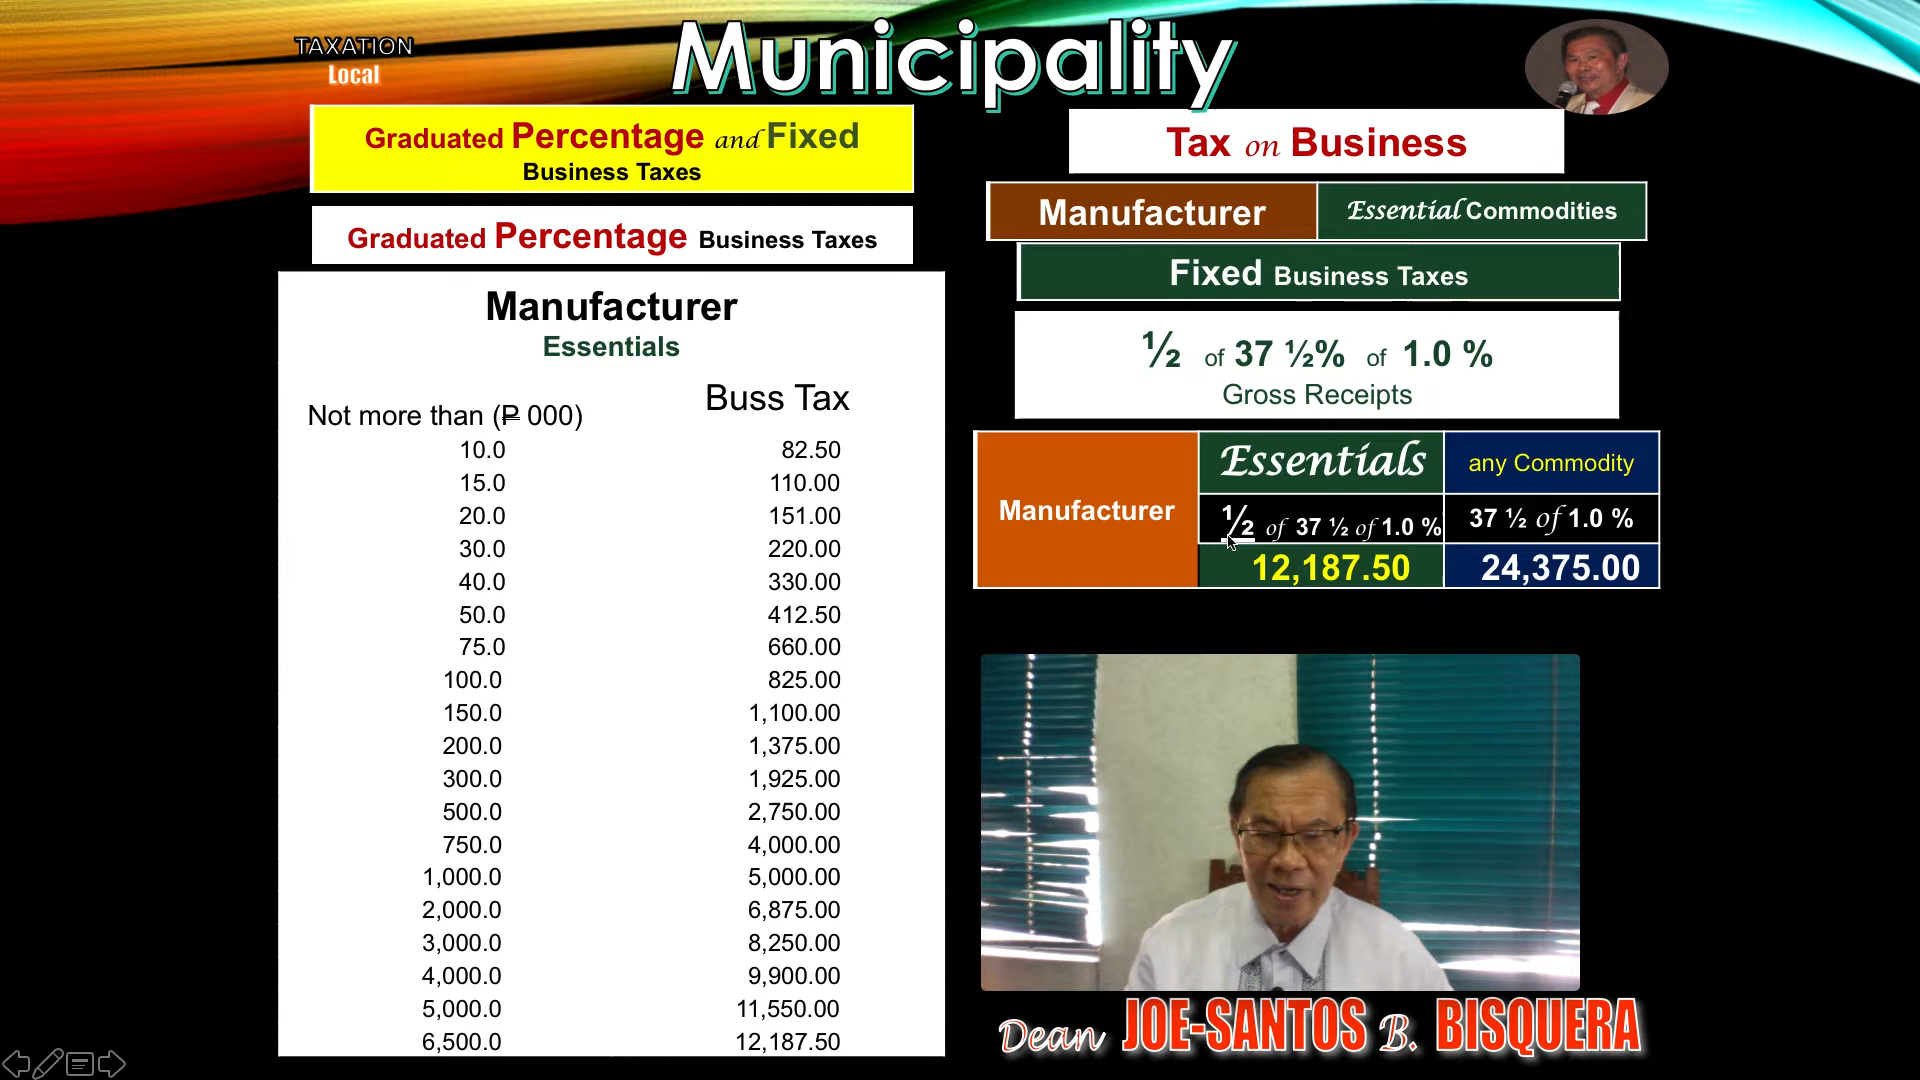 TAXATION
Local
Municipality
Graduated Percentage and Fixed
Business Taxes
Graduated Percentage Business Taxes
Manufacturer
Essentials
Not more than (₱ 000) Buss Tax
10.0 82.50
15.0 110.00
20.0 151.00
30.0 220.00
40.0 330.00
50.0 412.50
75.0 660.00
100.0 825.00
150.0 1,100.00
200.0 1,375.00
300.0 1,925.00
500.0 2,750.00
750.0 4,000.00
1,000.0 5,000.00
2,000.0 6,875.00
3,000.0 8,250.00
4,000.0 9,900.00
5,000.0 11,550.00
6,500.0 12,187.50
Tax on Business
Manufacturer Essential Commodities
Fixed Business Taxes
½ of 37 ½% of 1.0 %
Gross Receipts
Manufacturer
Essentials any Commodity
½ of 37 ½ of 1.0 % 37 ½ of 1.0 %
12,187.50 24,375.00
Dean JOE-SANTOS B. BISQUERA